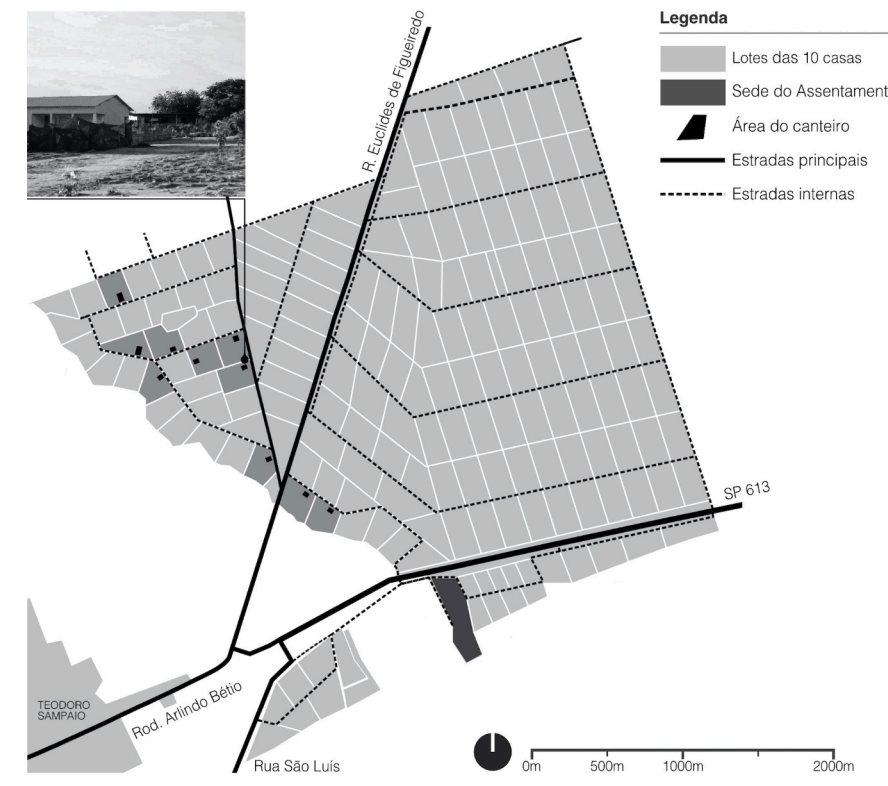 R. Euclides de Figueiredo
Legenda
Lotes das 10 casas
Sede do Assentament
Área do canteiro
Estradas principais
Estradas internas
SP 613
TEODORO
SAMPAIO
Rod. Arlindo Bétio
Rua São Luís
0m 500m 1000m 2000m